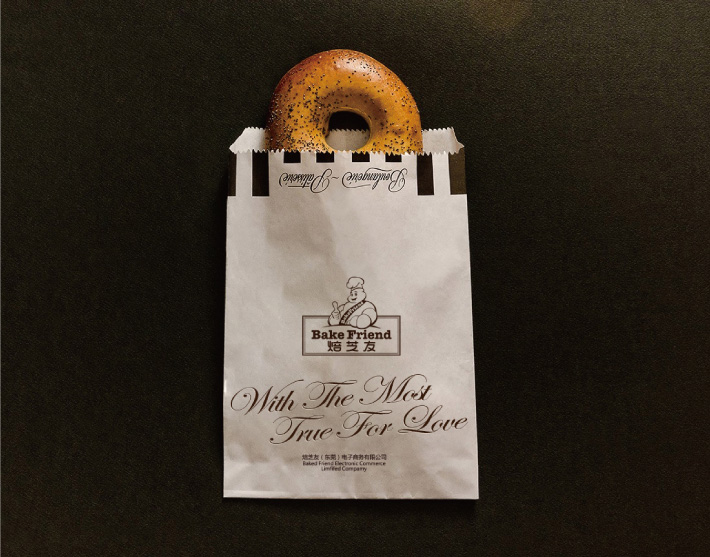 Boulangerie ~ Pâtisserie
Bake Friend
焙芝友
With The Most
True For Love
焙芝友（东莞）电子商务有限公司
Baked Friend Electronic Commerce
Limited Company